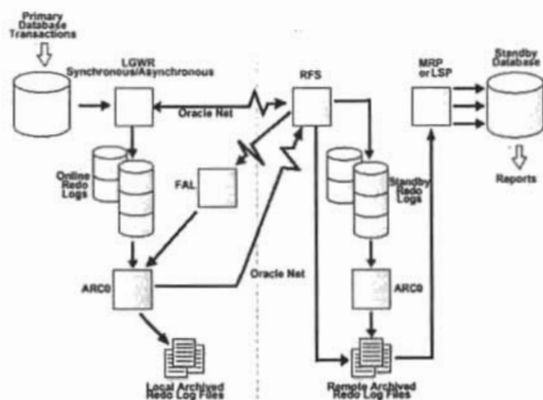 Primary
Database
Transactions
LGWR
Synchronous/Asynchronous
RFS
MRP
or LSP
Standby
Database
Oracle Net
Online
Redo
Logs
FAL
Standby
Redo
Logs
Reports
ARC0
Oracle Net
ARC0
Local Archived
Redo Log Files
Remote Archived
Redo Log Files